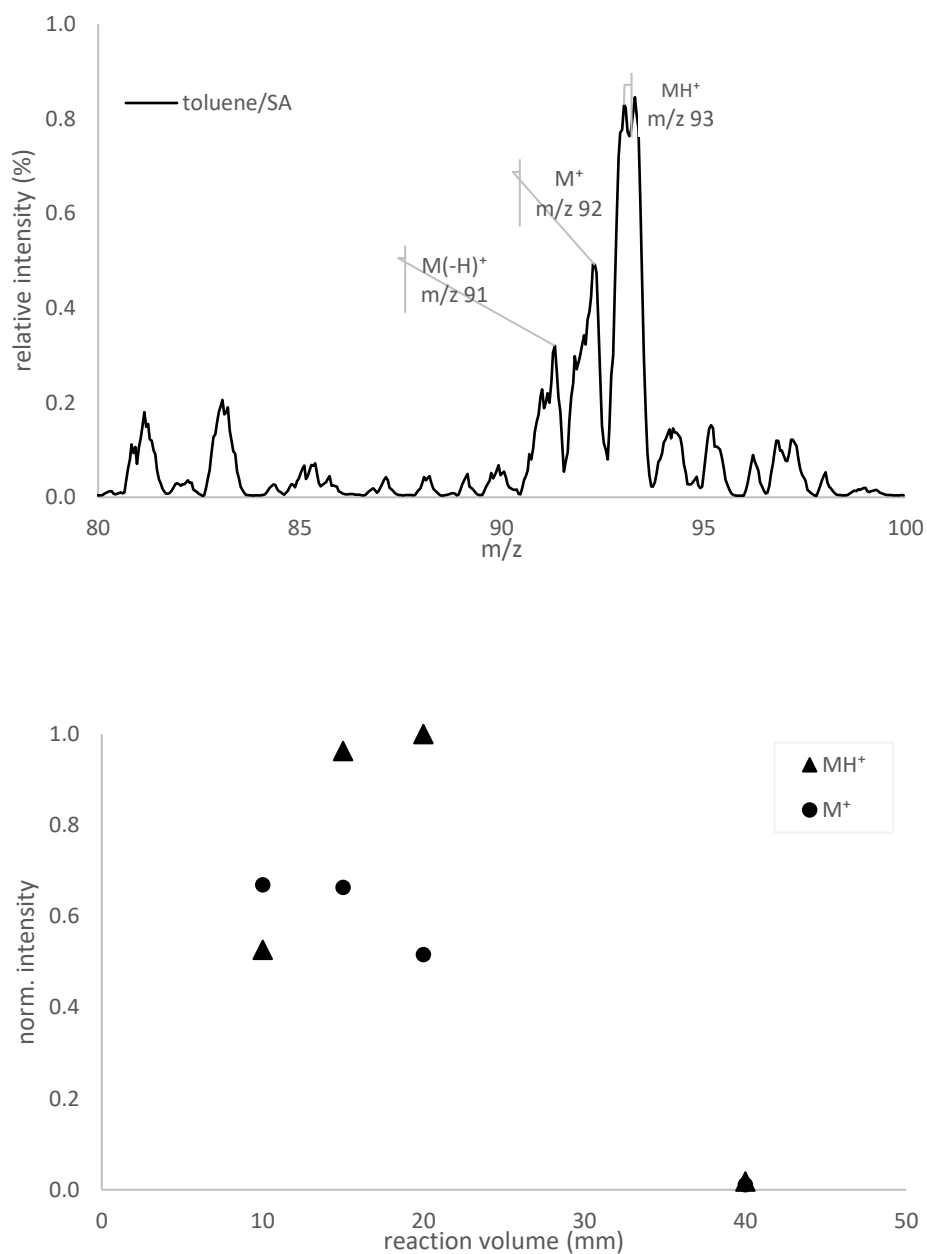 1.0
toluene/SA
MH⁺
m/z 93
0.8
M⁺
m/z 92
0.6
M(-H)⁺
m/z 91
0.4
0.2
0.0
relative intensity (%)
80 85 90 95 100
m/z
1.0
MH⁺
M⁺
0.8
0.6
0.4
0.2
0.0
norm. intensity
0 10 20 30 40 50
reaction volume (mm)